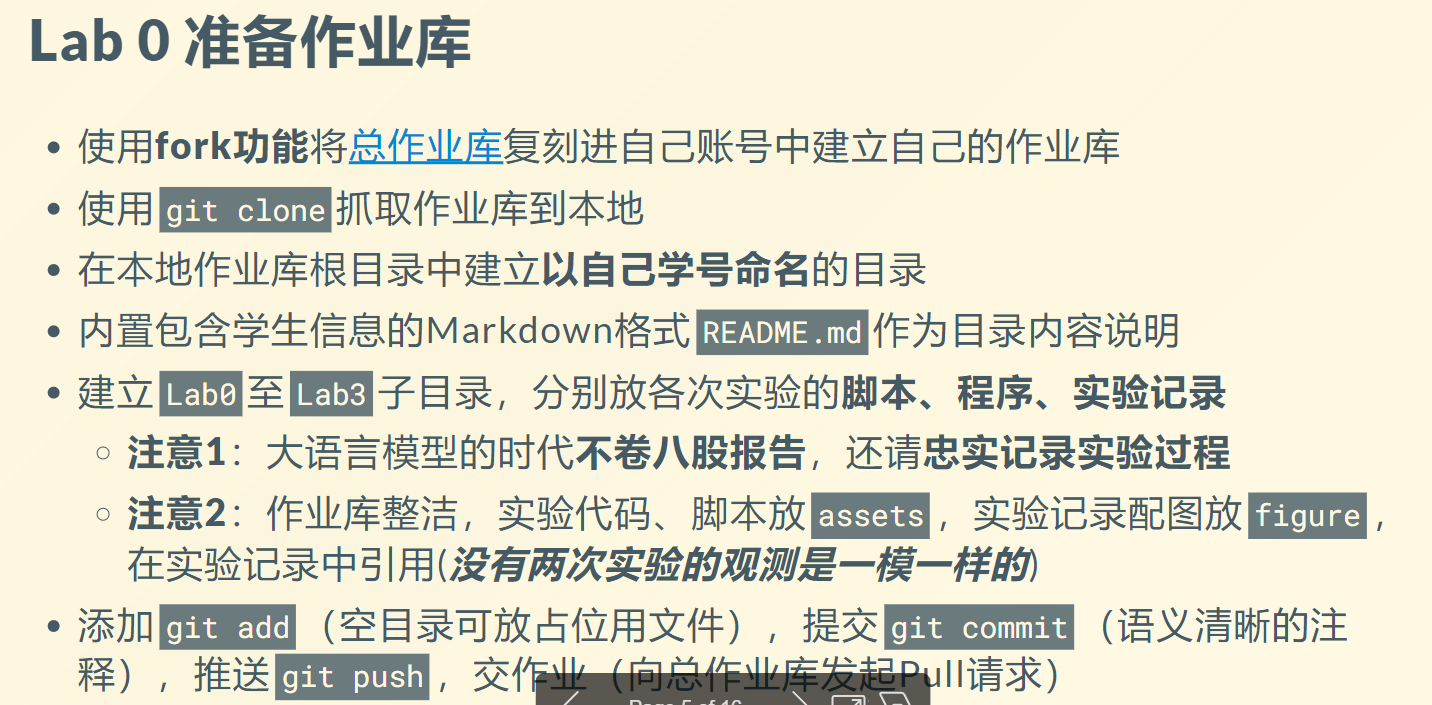 Lab 0 准备作业库
使用fork功能将总作业库复刻进自己账号中建立自己的作业库
使用 git clone 抓取作业库到本地
在本地作业库根目录中建立以自己学号命名的目录
内置包含学生信息的Markdown格式 README.md 作为目录内容说明
建立 Lab0 至 Lab3 子目录，分别放各次实验的脚本、程序、实验记录
注意1：大语言模型的时代不卷八股报告，还请忠实记录实验过程
注意2：作业库整洁，实验代码、脚本放 assets ，实验记录配图放 figure ，
在实验记录中引用(没有两次实验的观测是一模一样的)
添加 git add （空目录可放占位用文件），提交 git commit （语义清晰的注
释），推送 git push ，交作业（向总作业库发起Pull请求）
Page 5 of 16